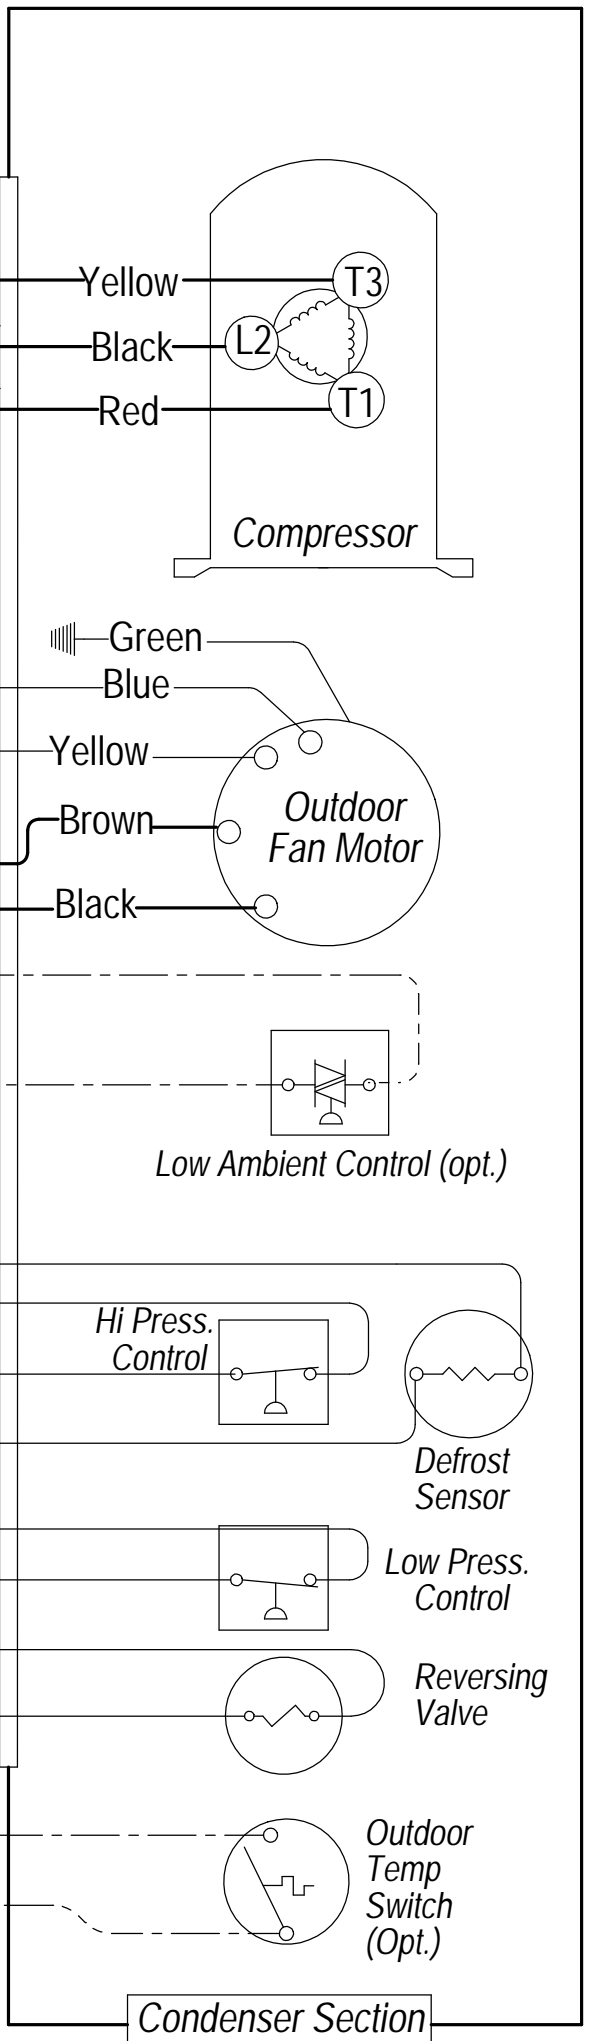 Yellow
T3
Black
L2
Red
T1
Compressor
Green
Blue
Yellow
Brown
Black
Outdoor
Fan Motor
Low Ambient Control (opt.)
Hi Press.
Control
Defrost
Sensor
Low Press.
Control
Reversing
Valve
Outdoor
Temp
Switch
(Opt.)
Condenser Section